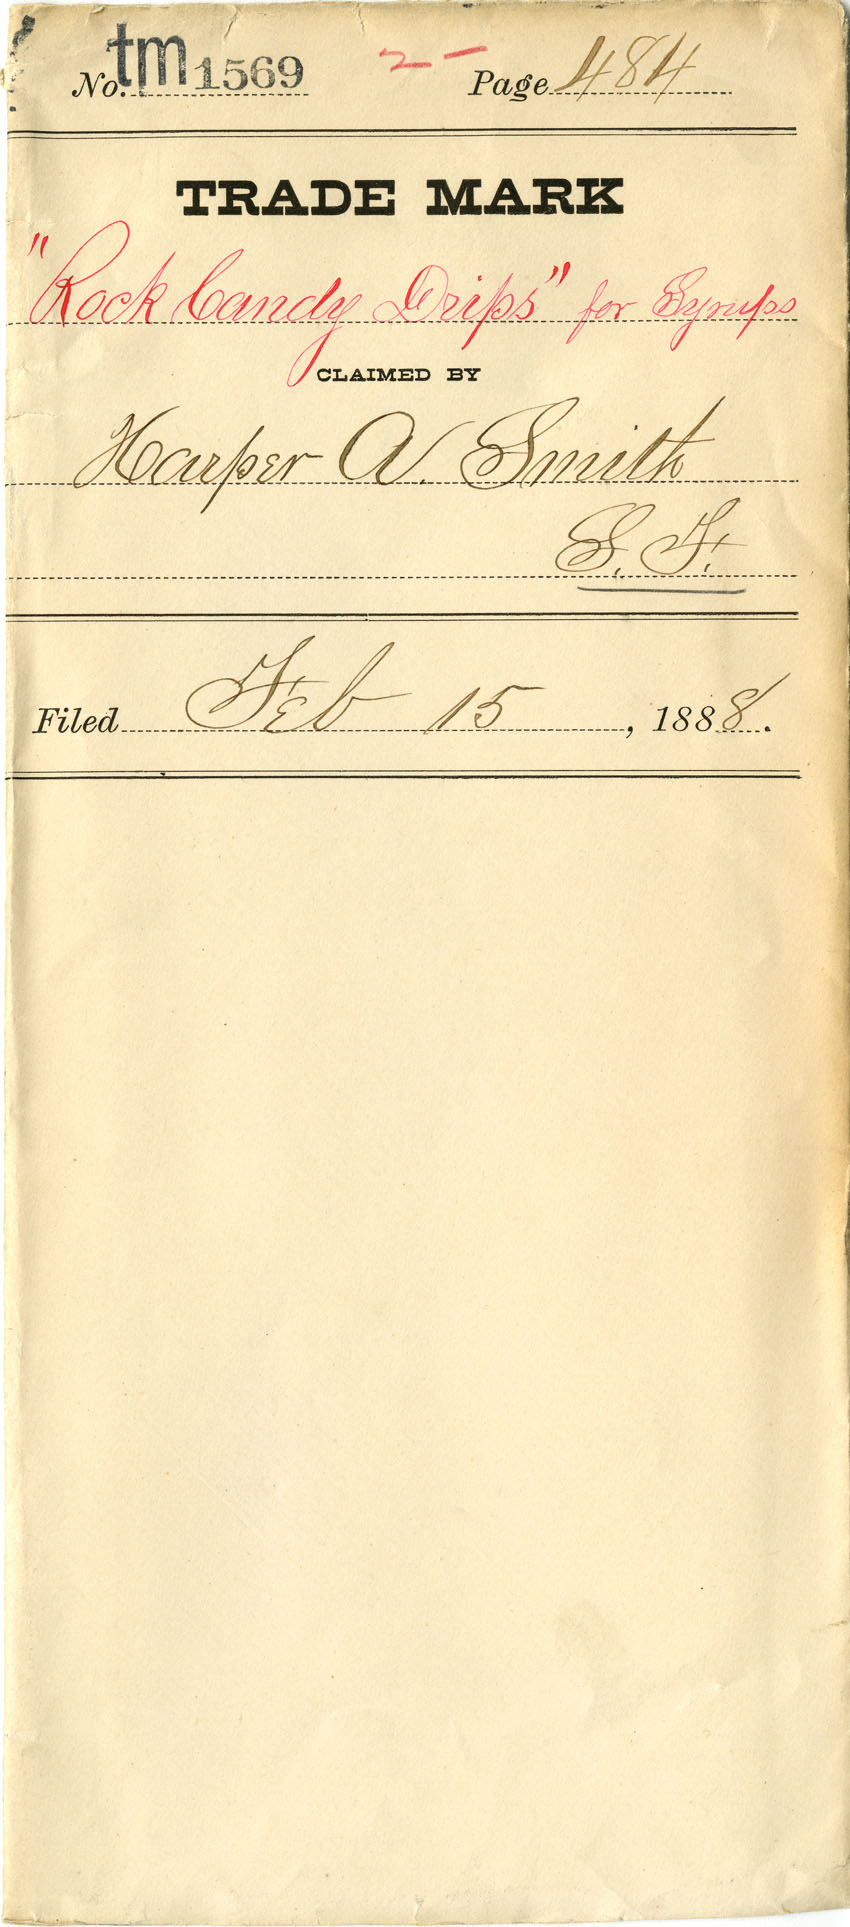 No. tm 1569 2 — Page 484
TRADE MARK
"Rock Candy Drips" for Syrups
CLAIMED BY
Harper A. Smith
S. F.
Filed Feb 15, 1888.